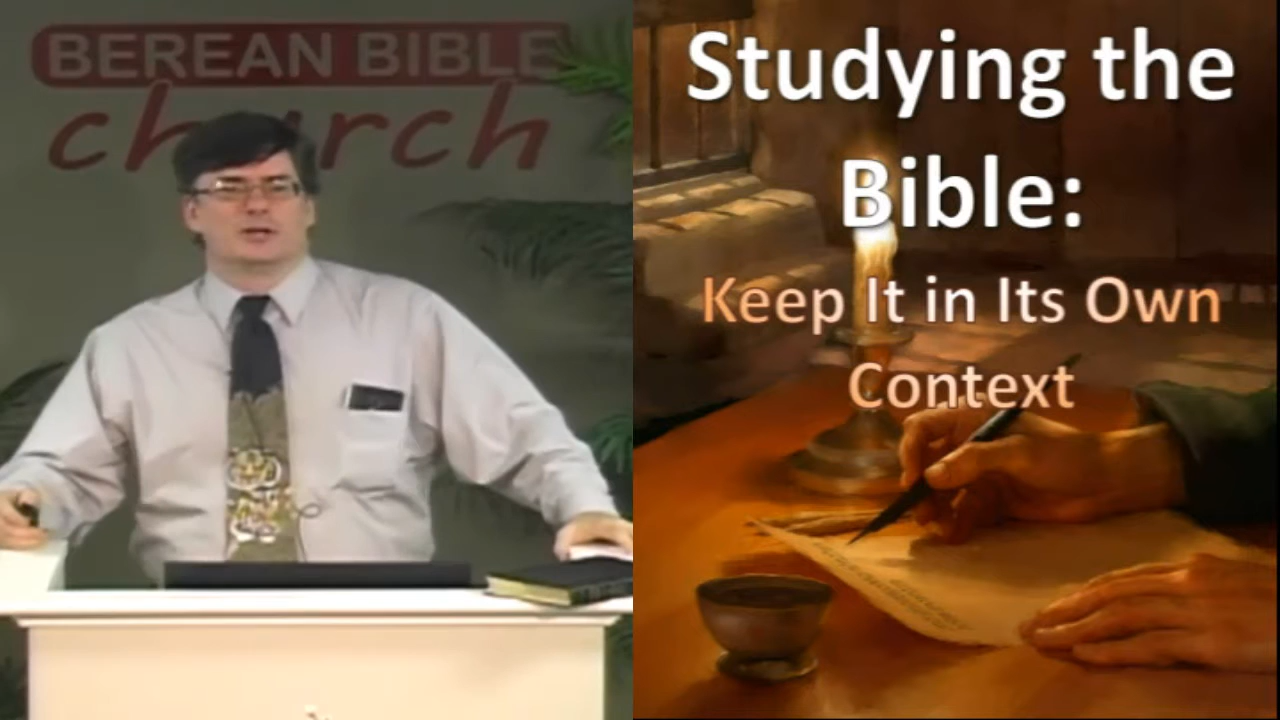 BEREAN BIBLE
church
Studying the
Bible:
Keep It in Its Own
Context